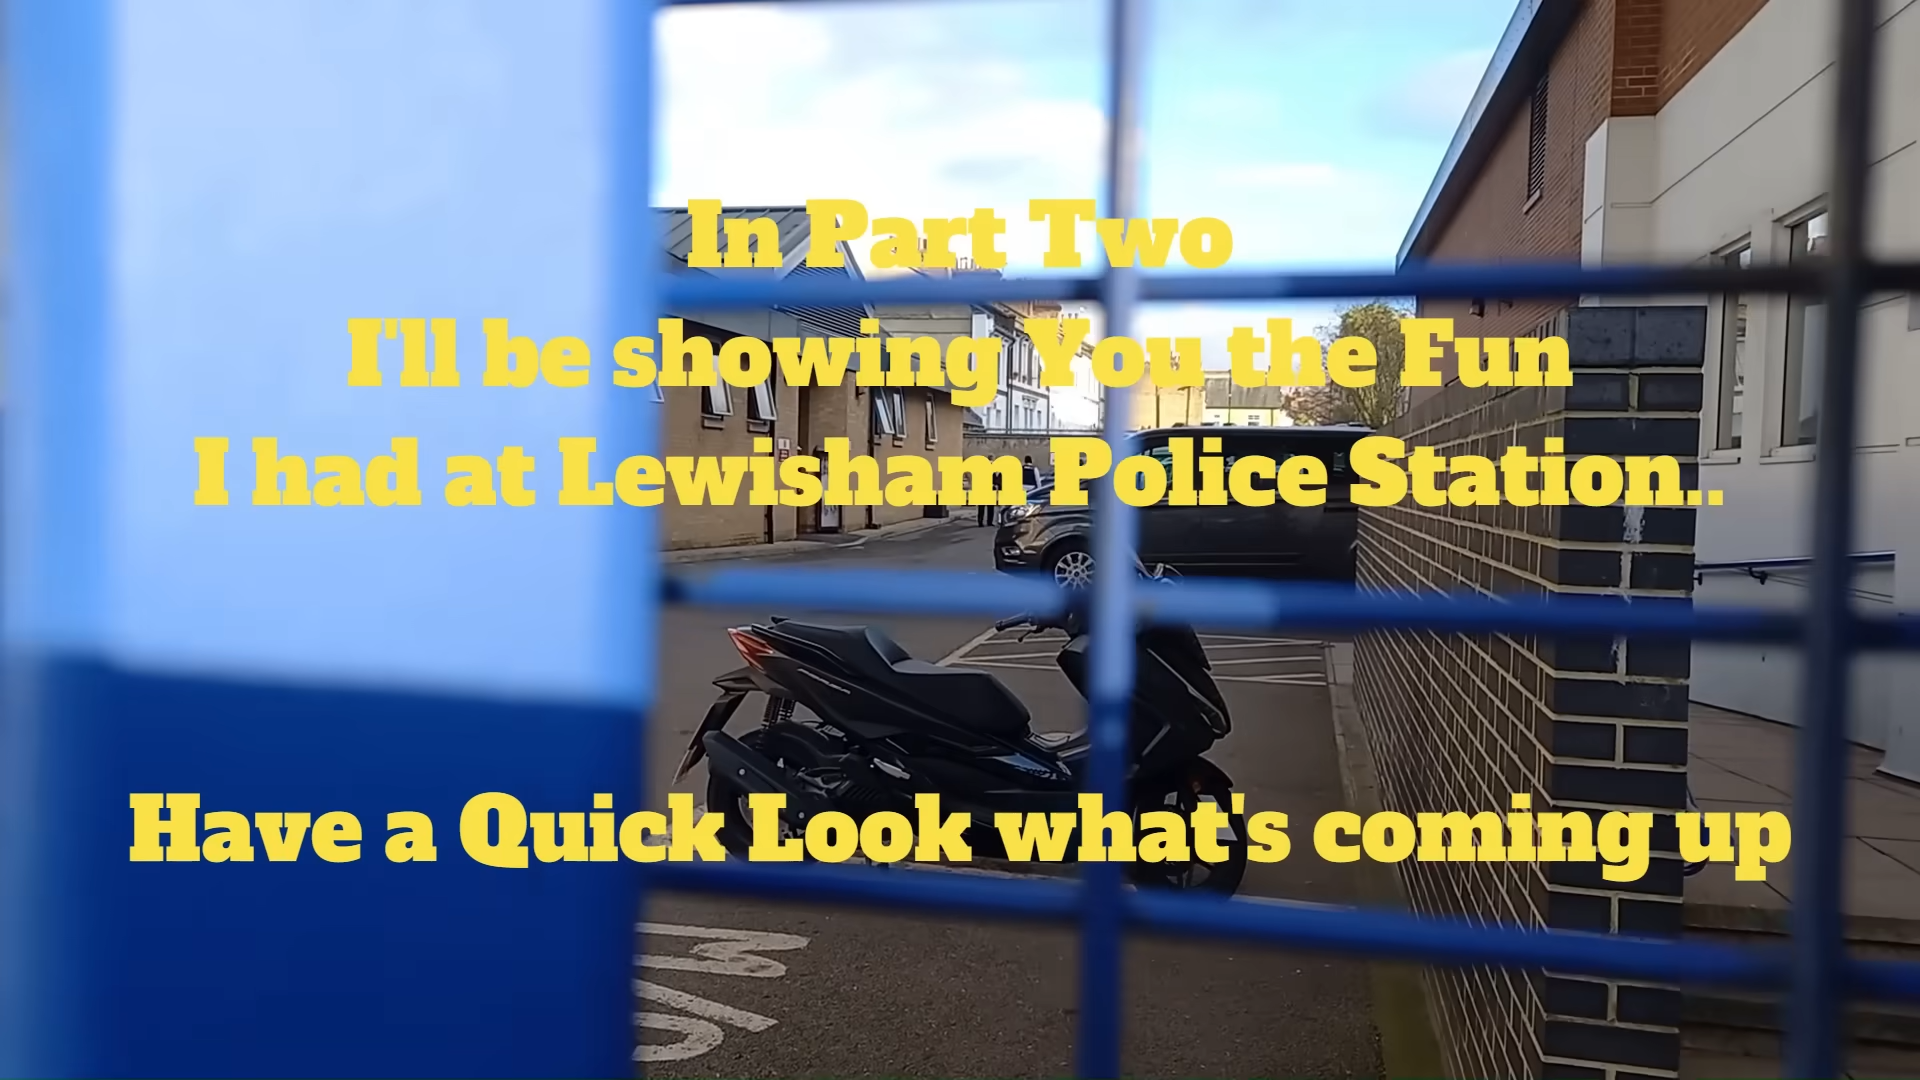 In Part Two
I'll be showing You the Fun
I had at Lewisham Police Station..
Have a Quick Look what's coming up